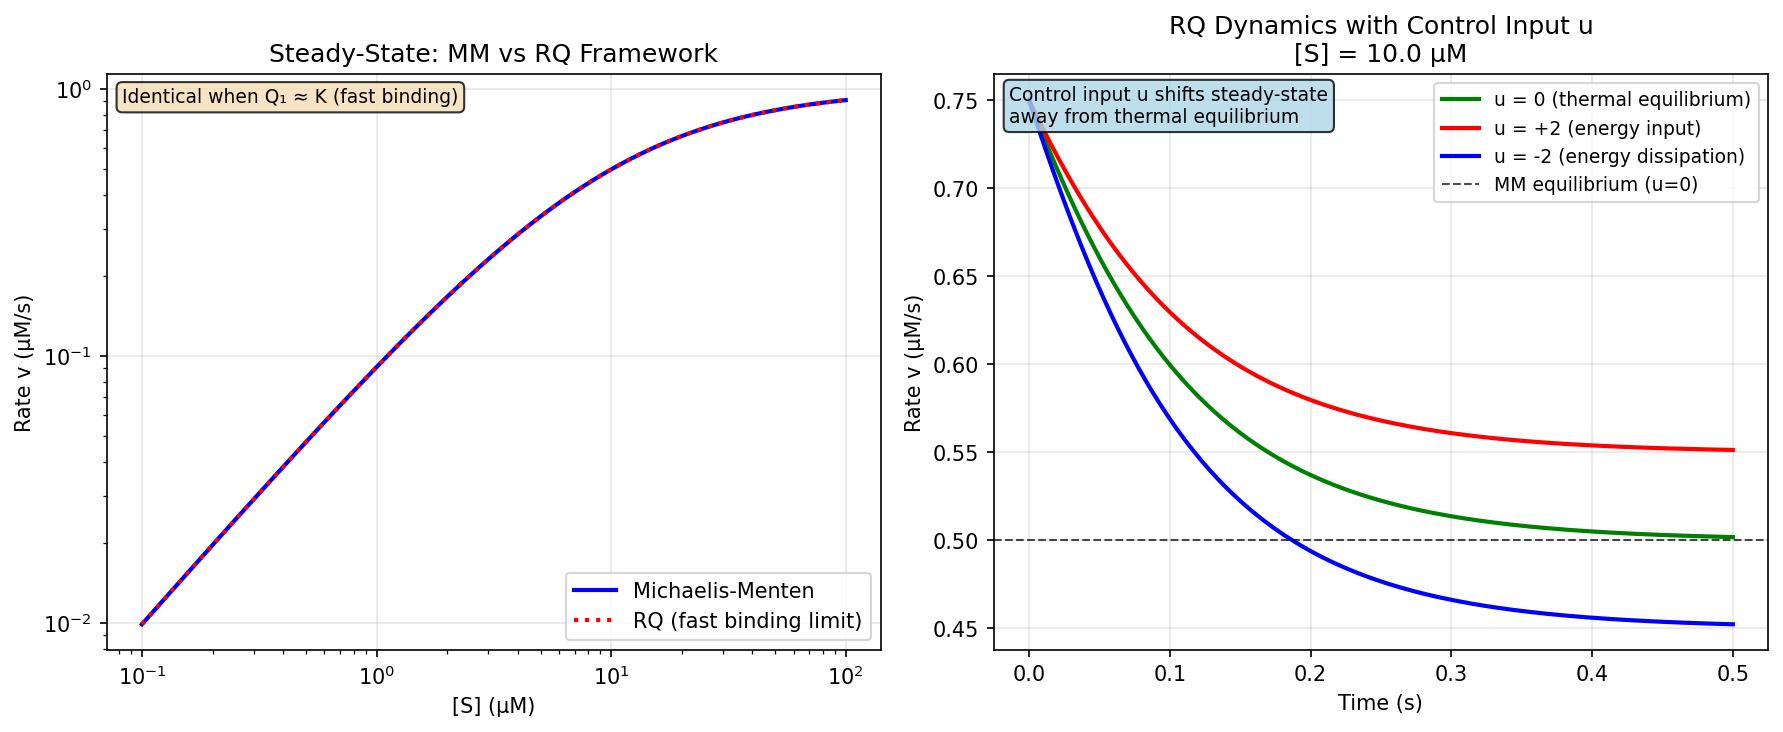 Steady-State: MM vs RQ Framework
Identical when Q₁ ≈ K (fast binding)
10⁰
10⁻¹
10⁻²
Rate v (μM/s)
Michaelis-Menten
RQ (fast binding limit)
10⁻¹ 10⁰ 10¹ 10²
[S] (μM)
RQ Dynamics with Control Input u
[S] = 10.0 μM
Control input u shifts steady-state
away from thermal equilibrium
u = 0 (thermal equilibrium)
u = +2 (energy input)
u = -2 (energy dissipation)
MM equilibrium (u=0)
0.75
0.70
0.65
0.60
0.55
0.50
0.45
Rate v (μM/s)
0.0 0.1 0.2 0.3 0.4 0.5
Time (s)